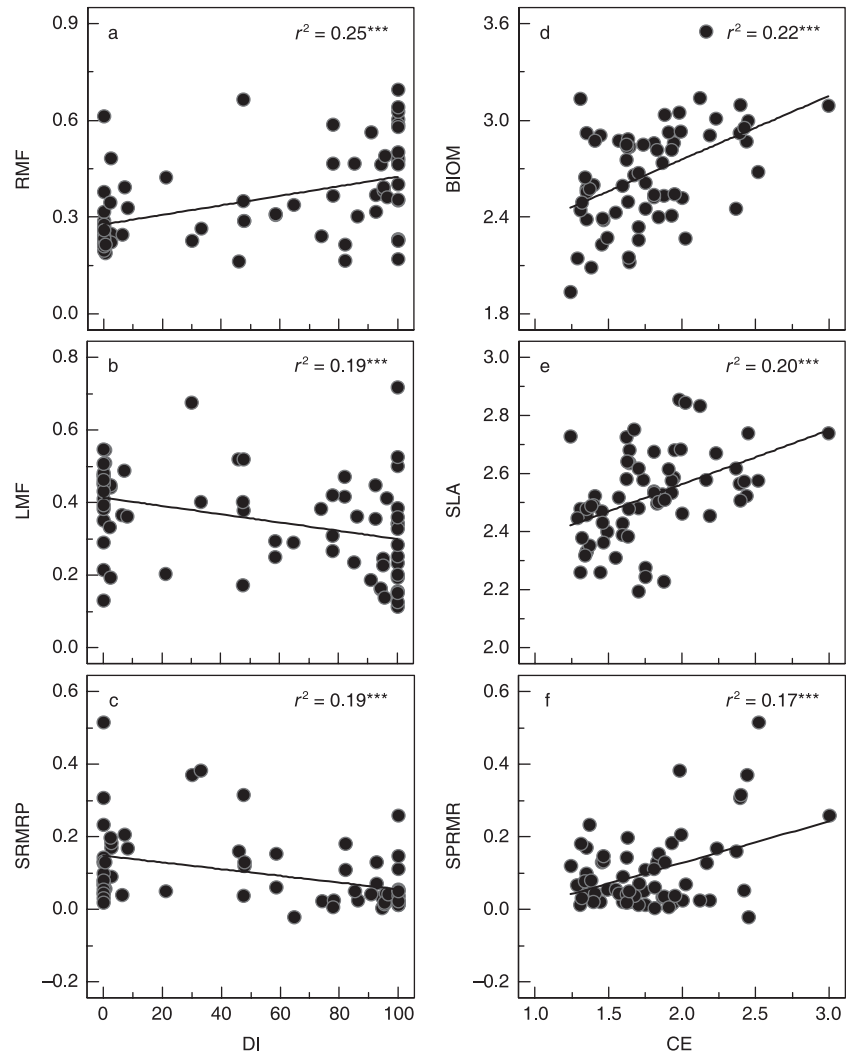 a
r² = 0.25***
0.9
0.6
0.3
0.0
RMF
b
r² = 0.19***
0.8
0.6
0.4
0.2
0.0
LMF
c
r² = 0.19***
0.6
0.4
0.2
0.0
−0.2
SRMRP
0 20 40 60 80 100
DI
d
r² = 0.22***
3.6
3.0
2.4
1.8
BIOM
e
r² = 0.20***
3.0
2.8
2.6
2.4
2.2
2.0
SLA
f
r² = 0.17***
0.6
0.4
0.2
0.0
−0.2
SPRMR
1.0 1.5 2.0 2.5 3.0
CE